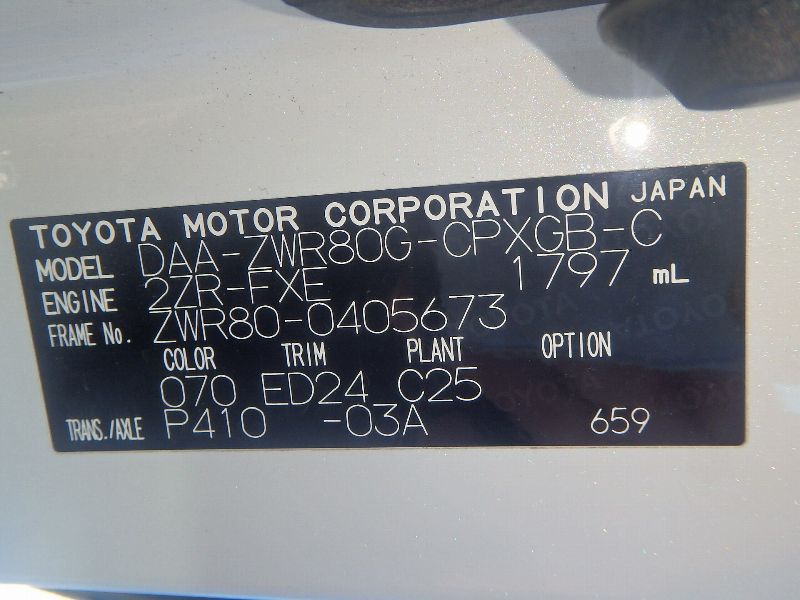 TOYOTA MOTOR CORPORATION JAPAN
MODEL DAA-ZWR80G-CPXGB-C
ENGINE 2ZR-FXE 1797 mL
FRAME No. ZWR80-0405673
COLOR TRIM PLANT OPTION
070 ED24 C25
TRANS./AXLE P410 -03A 659